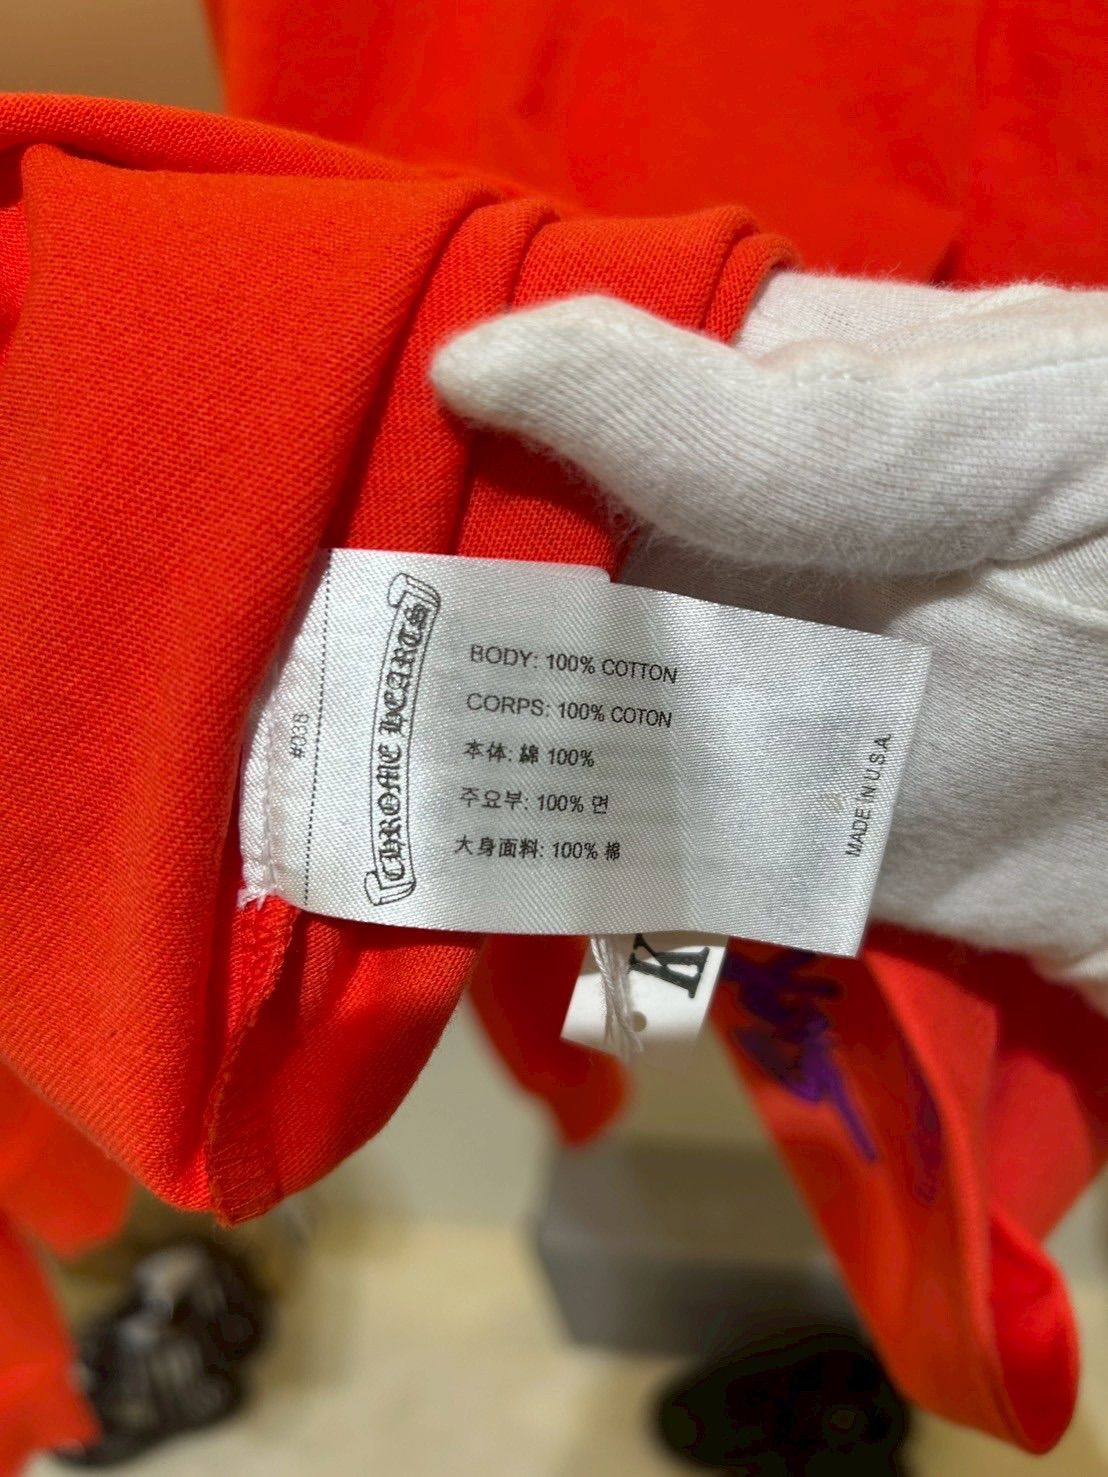 #038
CHROME HEARTS
BODY: 100% COTTON
CORPS: 100% COTON
本体: 綿 100%
주요부: 100% 면
大身面料: 100% 棉
MADE IN U.S.A.
K